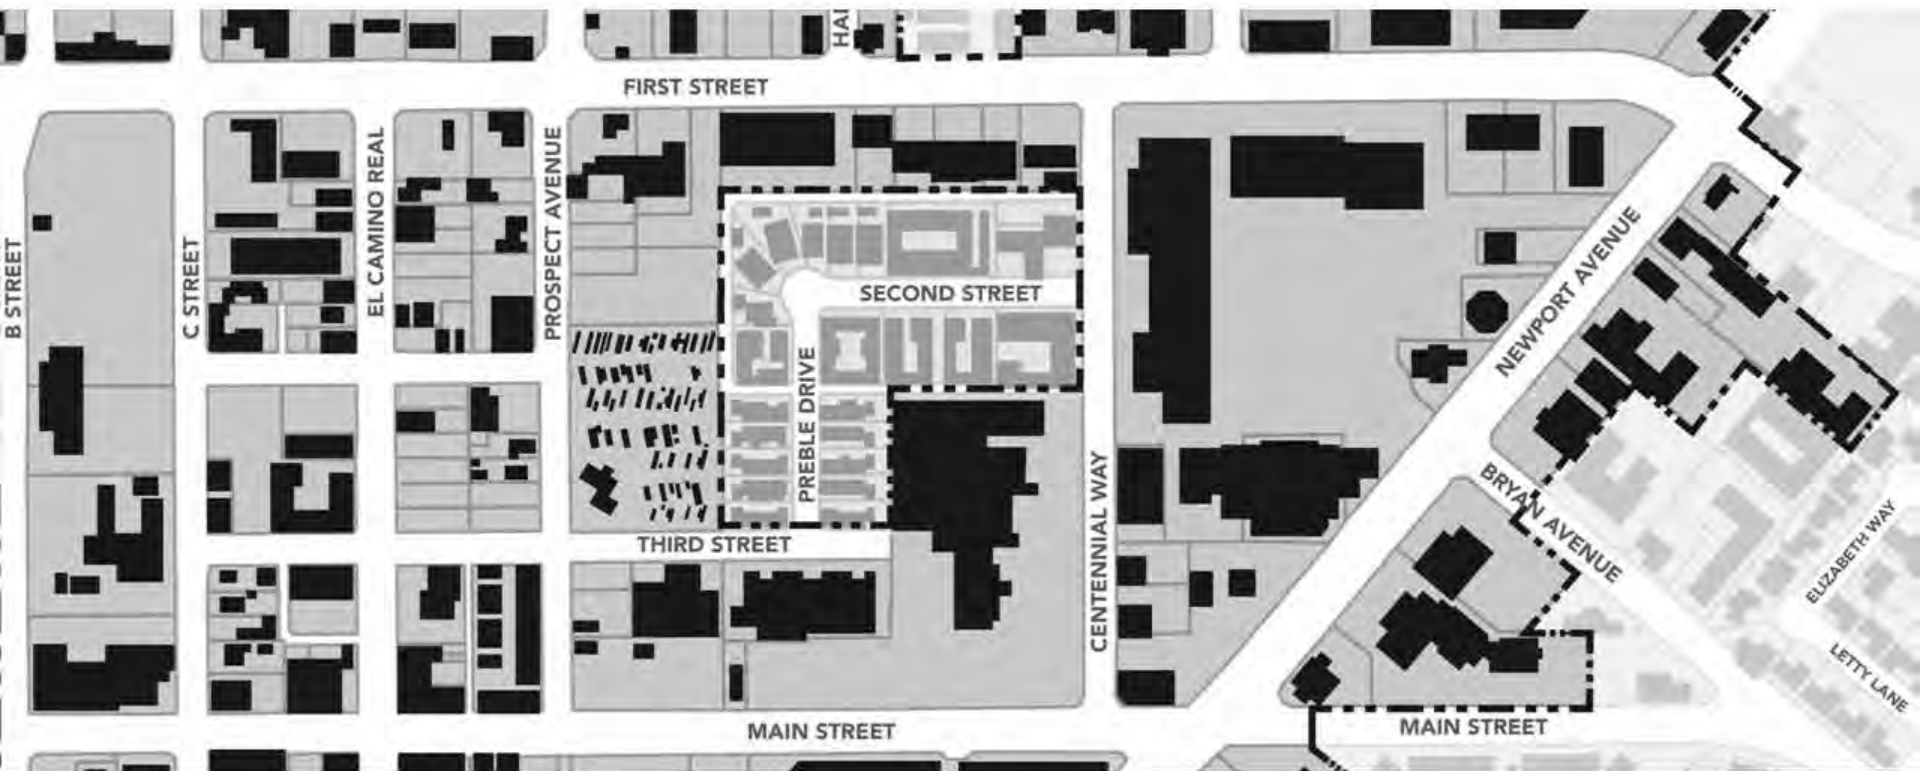 HAI
FIRST STREET
B STREET
C STREET
EL CAMINO REAL
PROSPECT AVENUE
SECOND STREET
PREBLE DRIVE
THIRD STREET
CENTENNIAL WAY
NEWPORT AVENUE
BRYAN AVENUE
ELIZABETH WAY
LETTY LANE
MAIN STREET
MAIN STREET